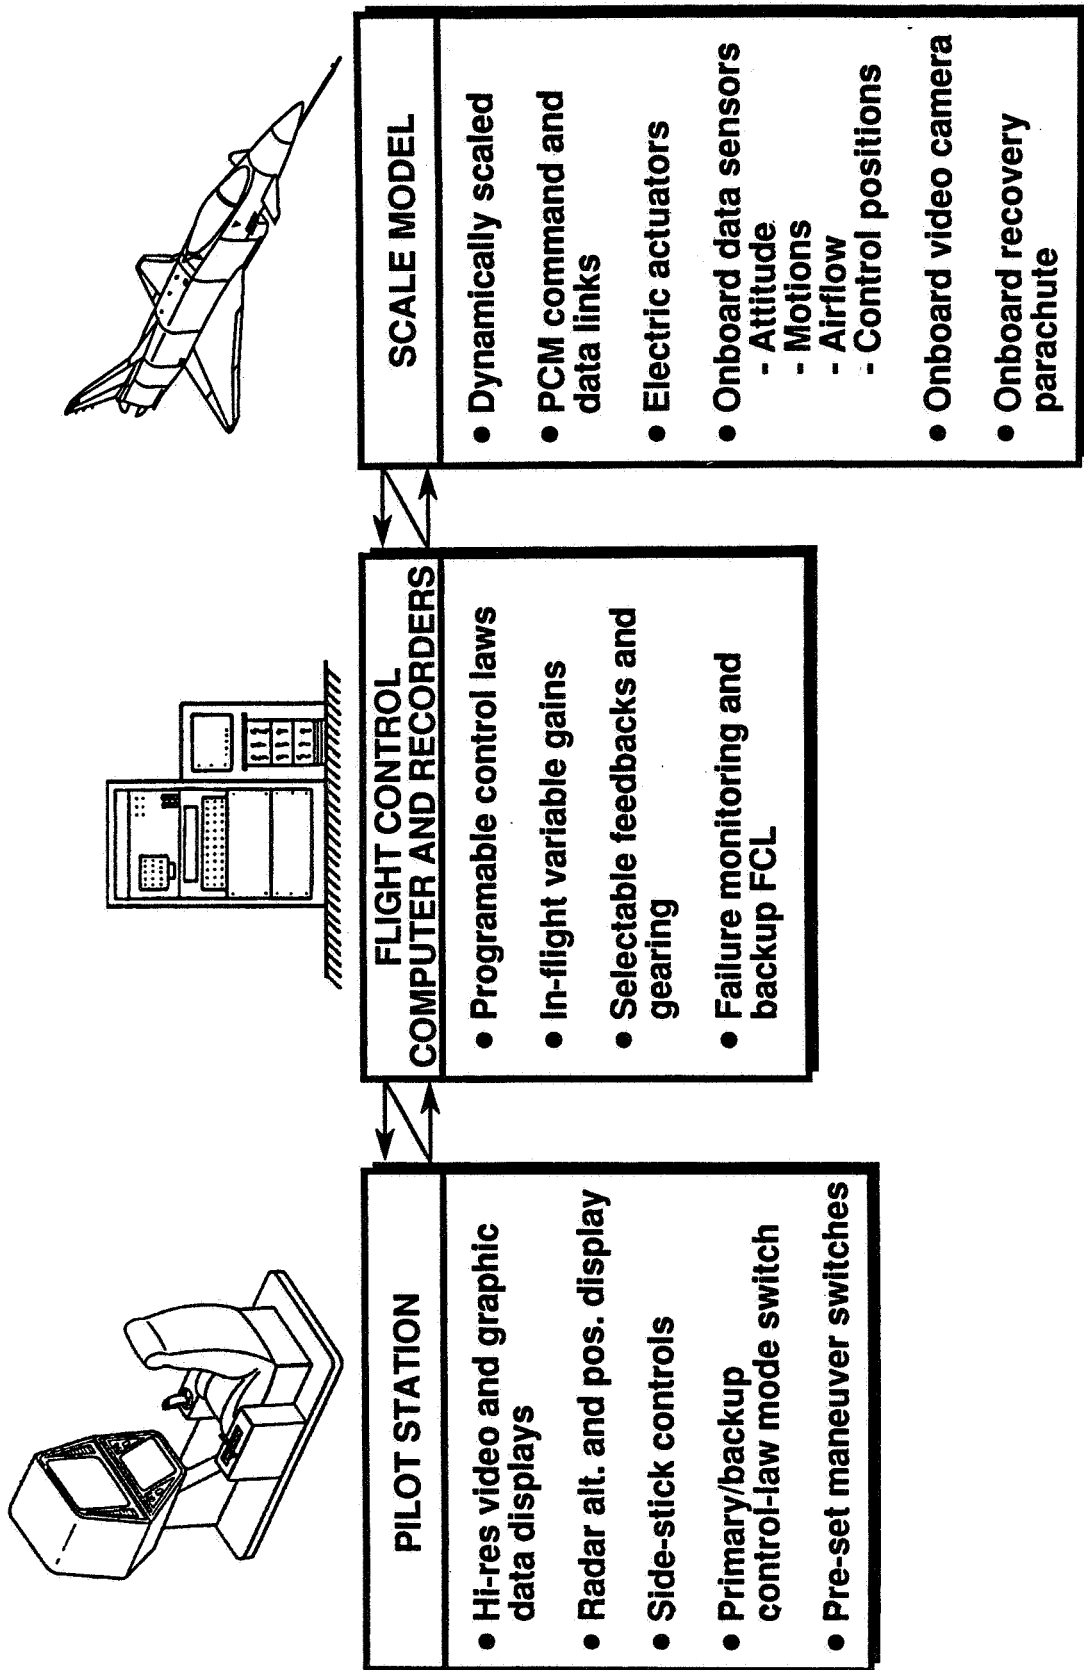 PILOT STATION
● Hi-res video and graphic
data displays
● Radar alt. and pos. display
● Side-stick controls
● Primary/backup
control-law mode switch
● Pre-set maneuver switches
FLIGHT CONTROL
COMPUTER AND RECORDERS
● Programable control laws
● In-flight variable gains
● Selectable feedbacks and
gearing
● Failure monitoring and
backup FCL
SCALE MODEL
● Dynamically scaled
● PCM command and
data links
● Electric actuators
● Onboard data sensors
- Attitude
- Motions
- Airflow
- Control positions
● Onboard video camera
● Onboard recovery
parachute